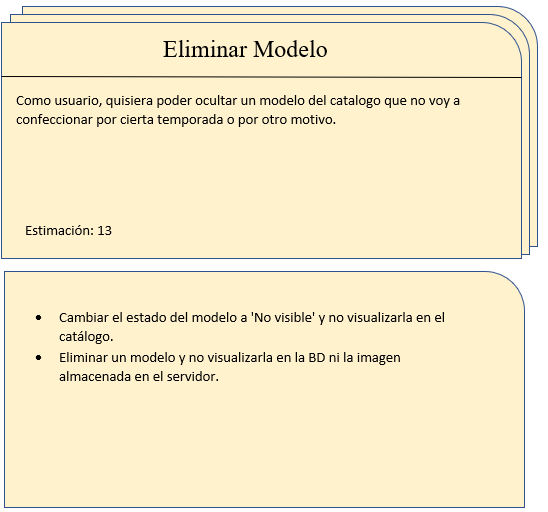 Eliminar Modelo
Como usuario, quisiera poder ocultar un modelo del catalogo que no voy a
confeccionar por cierta temporada o por otro motivo.
Estimación: 13
• Cambiar el estado del modelo a 'No visible' y no visualizarla en el
catálogo.
• Eliminar un modelo y no visualizarla en la BD ni la imagen
almacenada en el servidor.